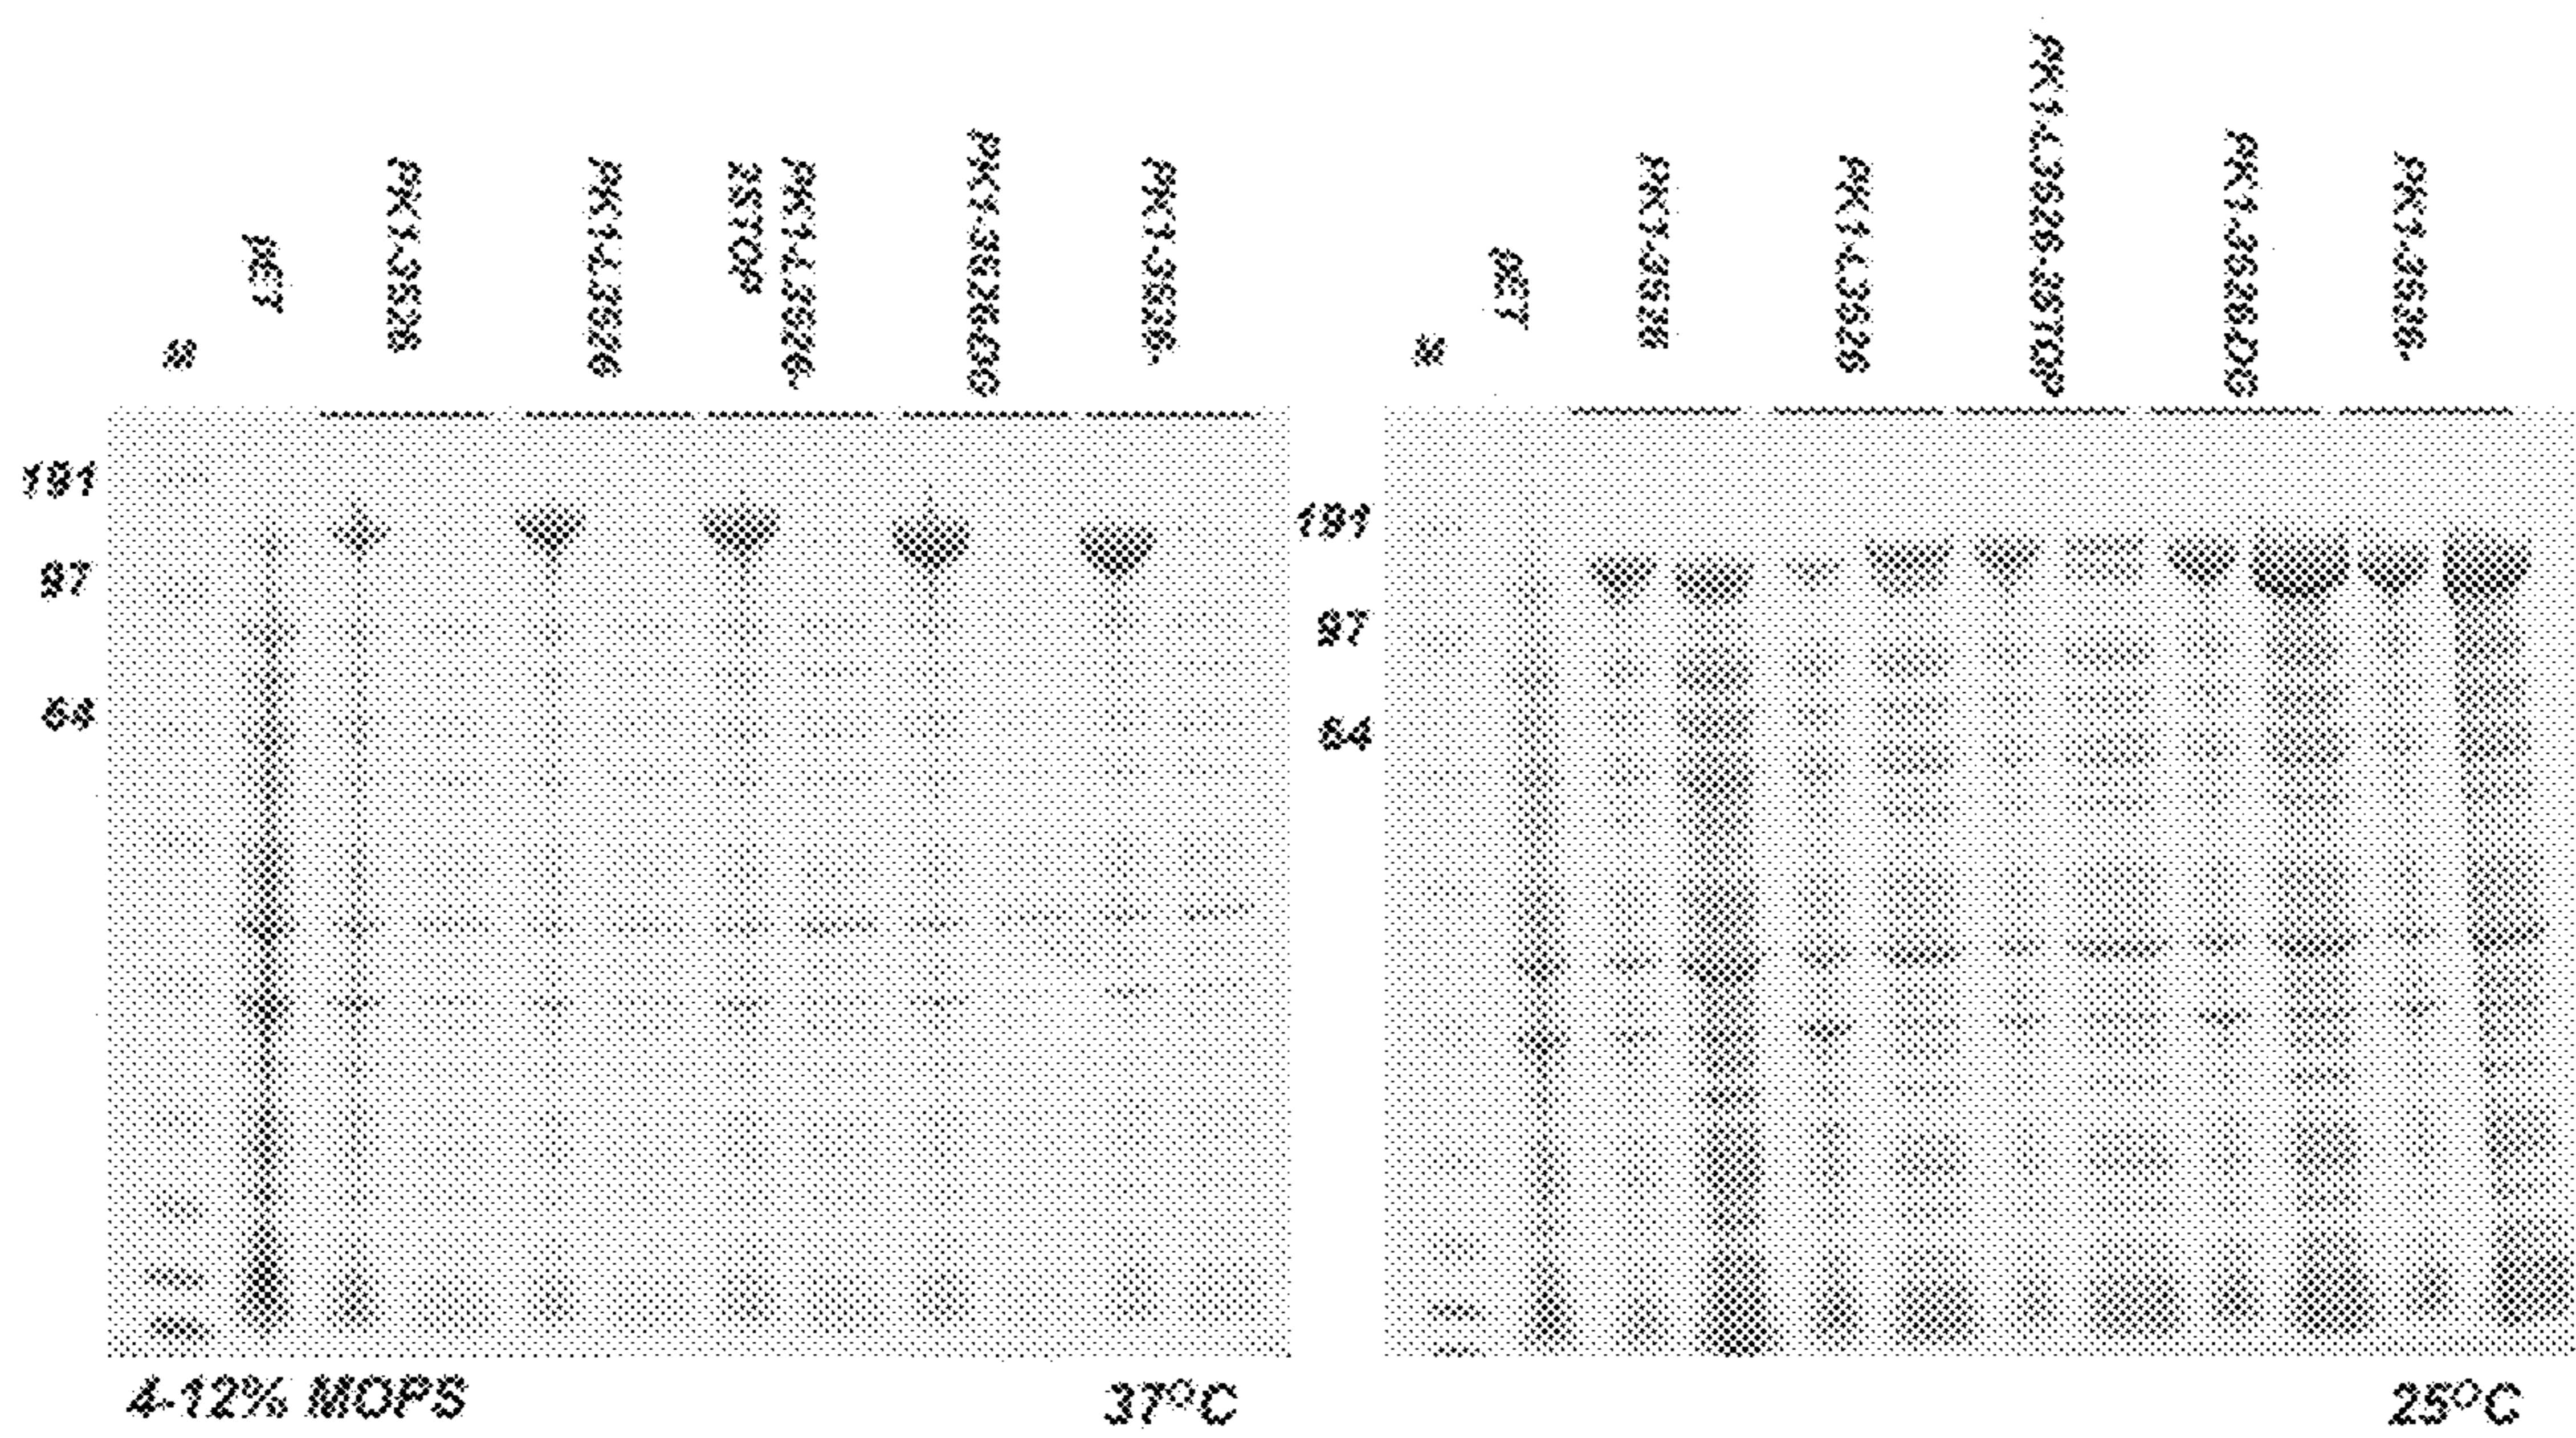 M
pET
PK1-3526
PK1-L3526
PK1-L3526-
3STOP
PK1-3526-DG
PK1-3526-
191
97
64
4-12% MOPS
37°C
M
pET
PK1-3526
PK1-L3526
PK1-L3526-3STOP
PK1-3526-DG
PK1-3526-
191
97
64
25°C